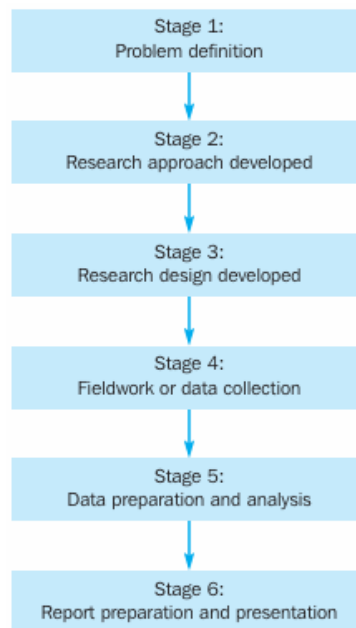 Stage 1:
Problem definition
Stage 2:
Research approach developed
Stage 3:
Research design developed
Stage 4:
Fieldwork or data collection
Stage 5:
Data preparation and analysis
Stage 6:
Report preparation and presentation